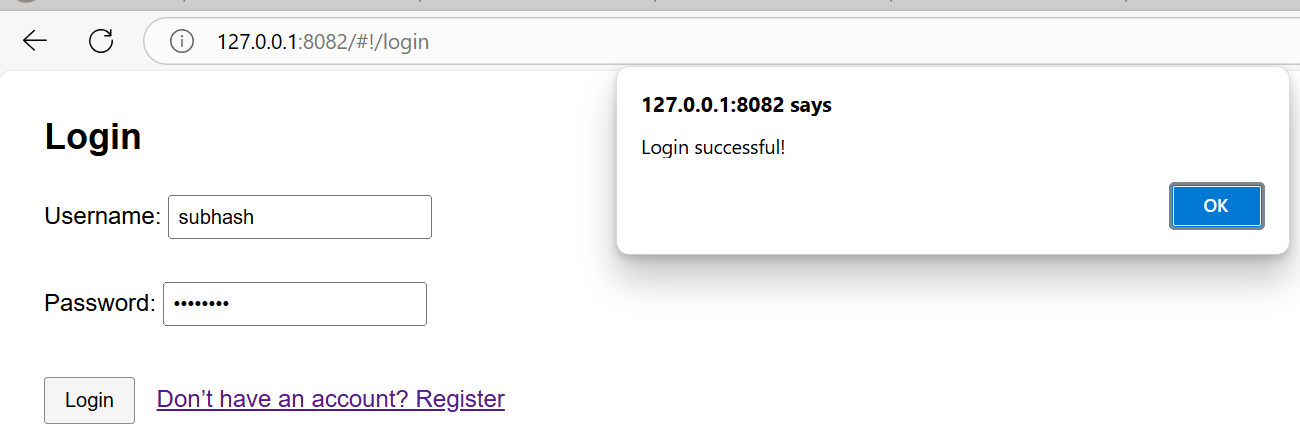 127.0.0.1:8082/#!/login
127.0.0.1:8082 says
Login successful!
OK
Login
Username: subhash
Password: ••••••••
Login Don’t have an account? Register